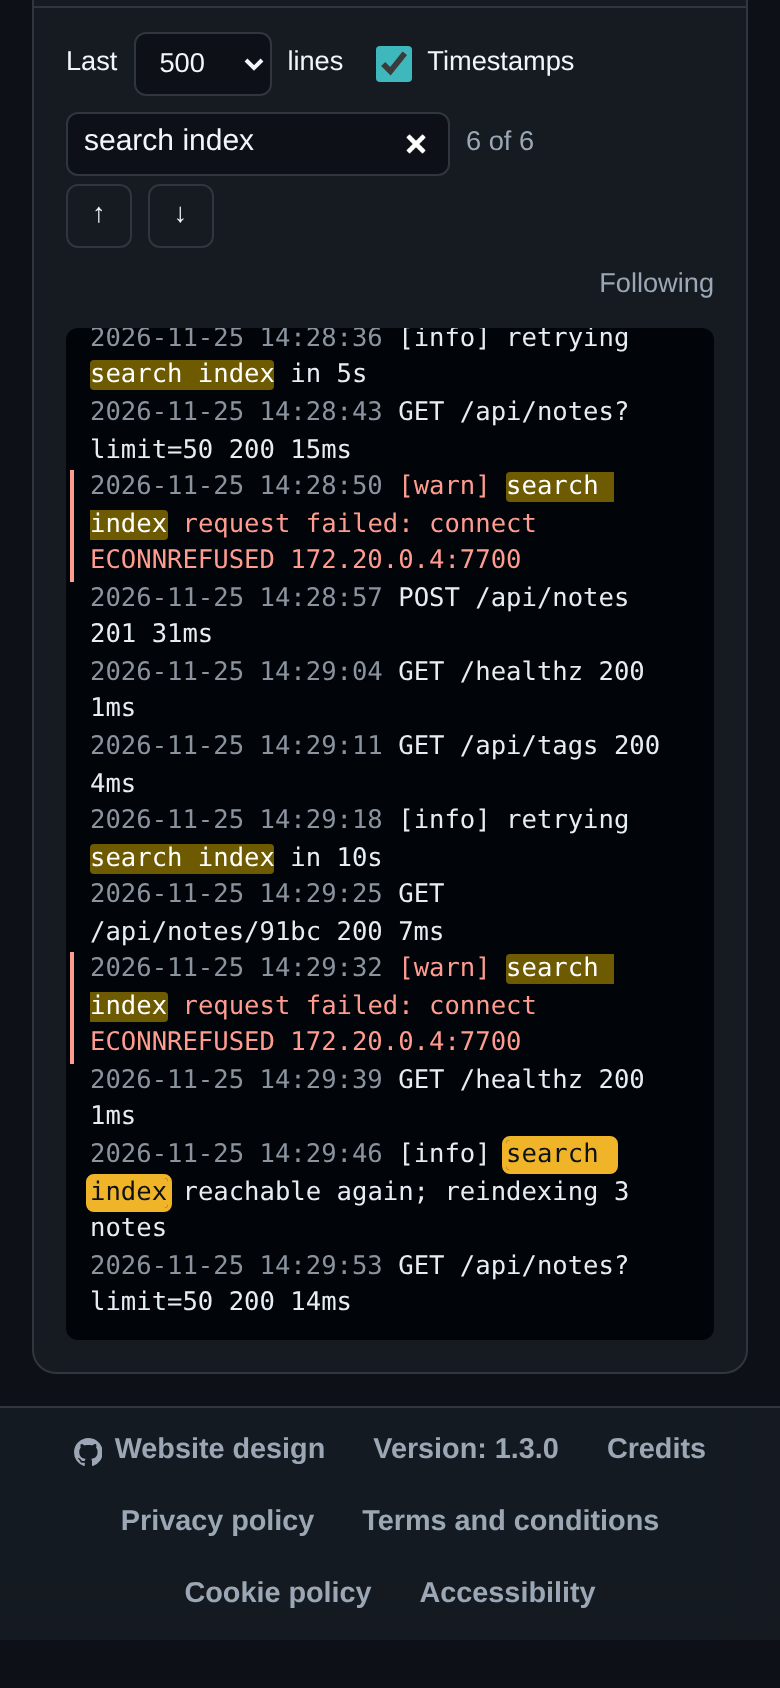 Last 500 lines Timestamps
search index 6 of 6
↑ ↓
Following
2026-11-25 14:28:36 [info] retrying
search index in 5s
2026-11-25 14:28:43 GET /api/notes?
limit=50 200 15ms
2026-11-25 14:28:50 [warn] search
index request failed: connect
ECONNREFUSED 172.20.0.4:7700
2026-11-25 14:28:57 POST /api/notes
201 31ms
2026-11-25 14:29:04 GET /healthz 200
1ms
2026-11-25 14:29:11 GET /api/tags 200
4ms
2026-11-25 14:29:18 [info] retrying
search index in 10s
2026-11-25 14:29:25 GET
/api/notes/91bc 200 7ms
2026-11-25 14:29:32 [warn] search
index request failed: connect
ECONNREFUSED 172.20.0.4:7700
2026-11-25 14:29:39 GET /healthz 200
1ms
2026-11-25 14:29:46 [info] search
index reachable again; reindexing 3
notes
2026-11-25 14:29:53 GET /api/notes?
limit=50 200 14ms
Website design Version: 1.3.0 Credits
Privacy policy Terms and conditions
Cookie policy Accessibility